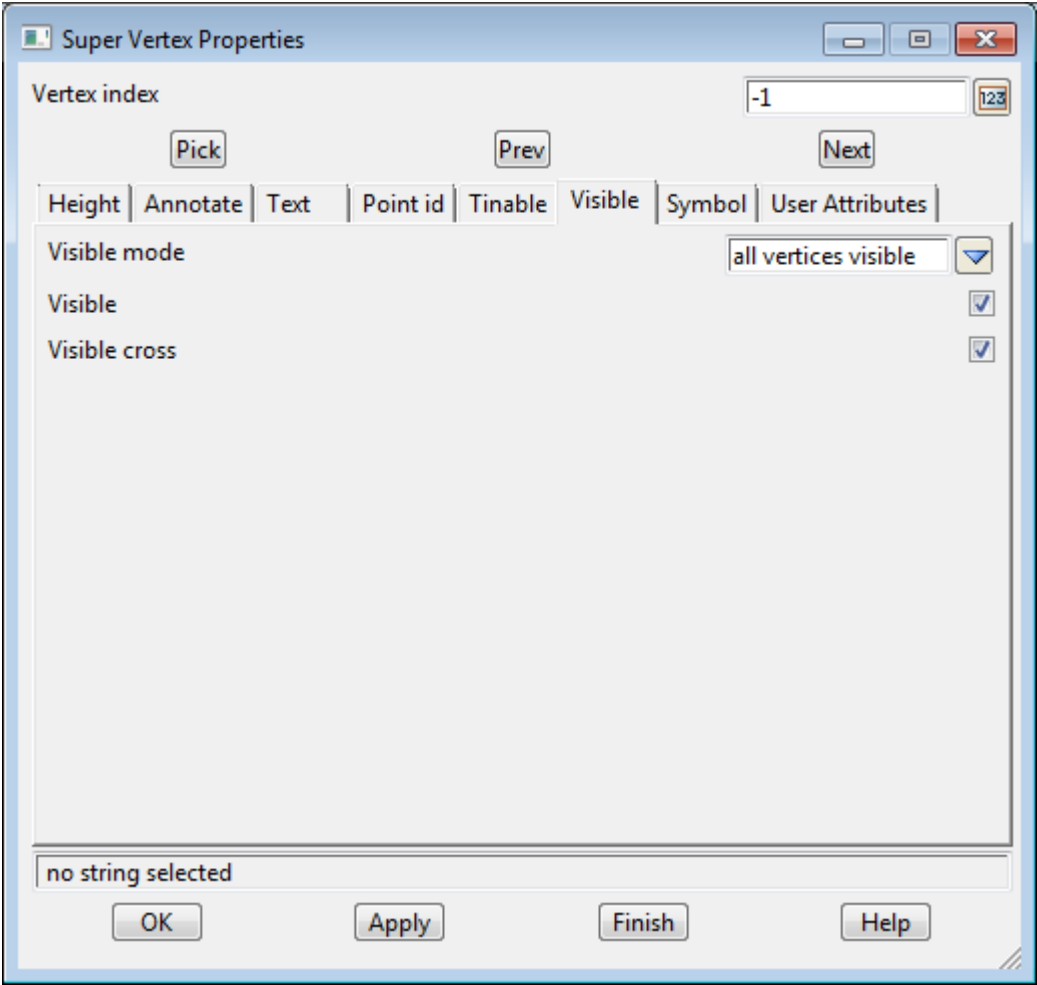 Super Vertex Properties
Vertex index -1 123
Pick Prev Next
Height Annotate Text Point id Tinable Visible Symbol User Attributes
Visible mode all vertices visible
Visible
Visible cross
no string selected
OK Apply Finish Help